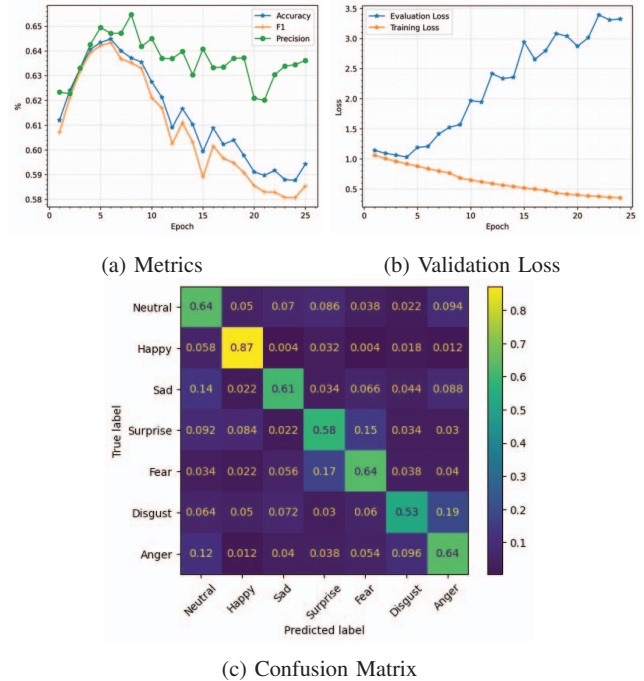 0.65
0.64
0.63
0.62
0.61
0.60
0.59
0.58
%
0 5 10 15 20 25
Epoch
Accuracy
F1
Precision
3.5
3.0
2.5
2.0
1.5
1.0
0.5
Loss
0 5 10 15 20 25
Epoch
Evaluation Loss
Training Loss
(a) Metrics
(b) Validation Loss
True label
Neutral 0.64 0.05 0.07 0.086 0.038 0.022 0.094
Happy 0.058 0.87 0.004 0.032 0.004 0.018 0.012
Sad 0.14 0.022 0.61 0.034 0.066 0.044 0.088
Surprise 0.092 0.084 0.022 0.58 0.15 0.034 0.03
Fear 0.034 0.022 0.056 0.17 0.64 0.038 0.04
Disgust 0.064 0.05 0.072 0.03 0.06 0.53 0.19
Anger 0.12 0.012 0.04 0.038 0.054 0.096 0.64
Neutral Happy Sad Surprise Fear Disgust Anger
Predicted label
0.8
0.7
0.6
0.5
0.4
0.3
0.2
0.1
(c) Confusion Matrix